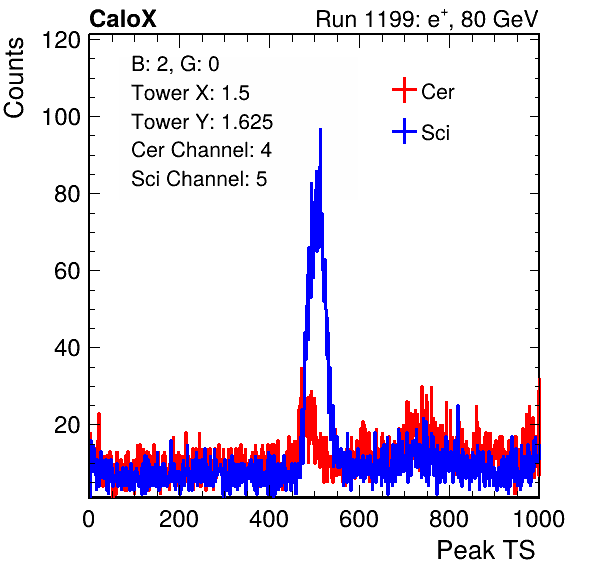 CaloX Run 1199: e+, 80 GeV
Counts
B: 2, G: 0
Tower X: 1.5
Tower Y: 1.625
Cer Channel: 4
Sci Channel: 5
Cer
Sci
120
100
80
60
40
20
0 200 400 600 800 1000
Peak TS